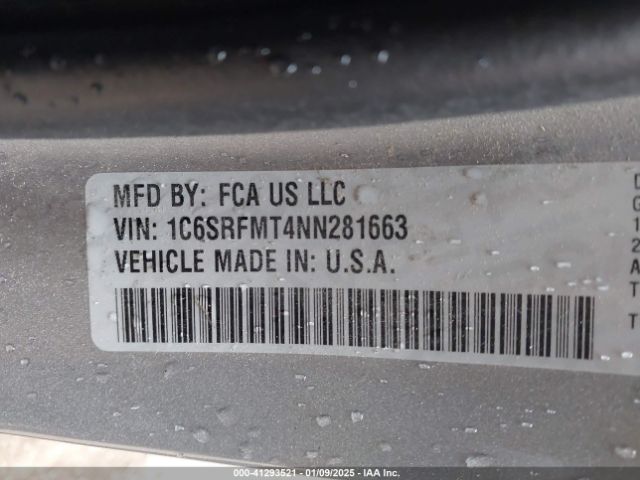 MFD BY: FCA US LLC
VIN: 1C6SRFMT4NN281663
VEHICLE MADE IN: U.S.A.
000-41293521 | 01/09/2025 - IAA Inc.